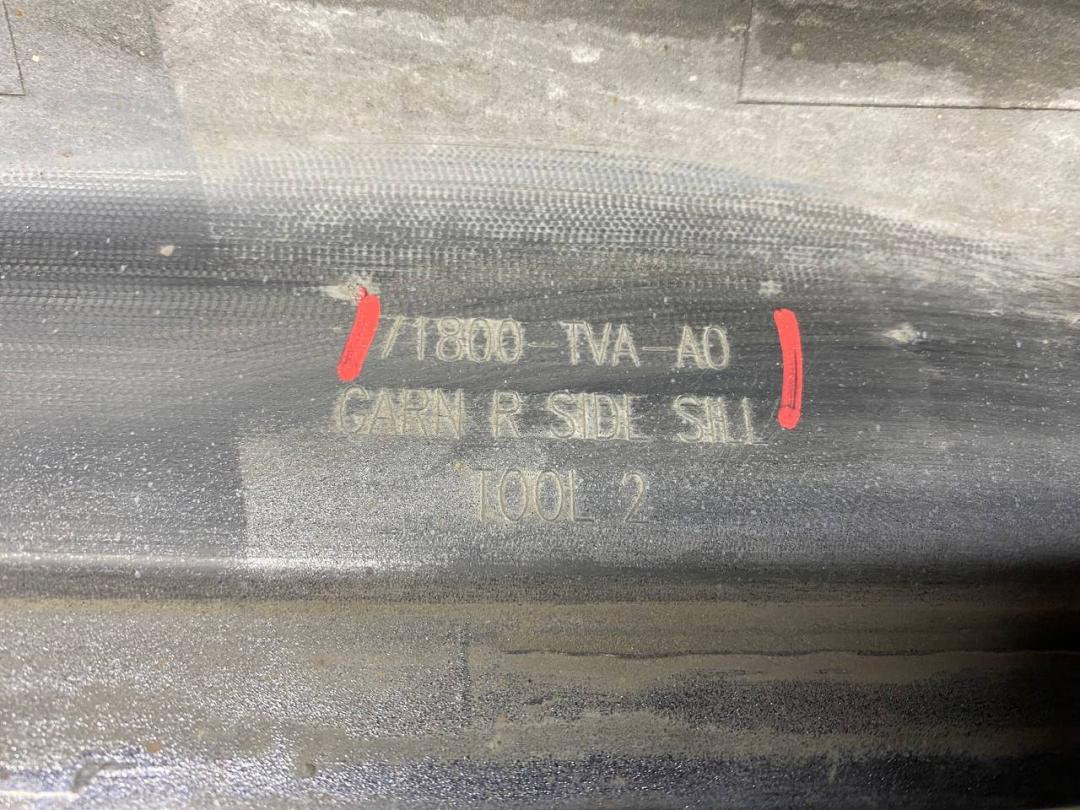 71800-TVA-A0
GARN R SIDE SILL
TOOL 2